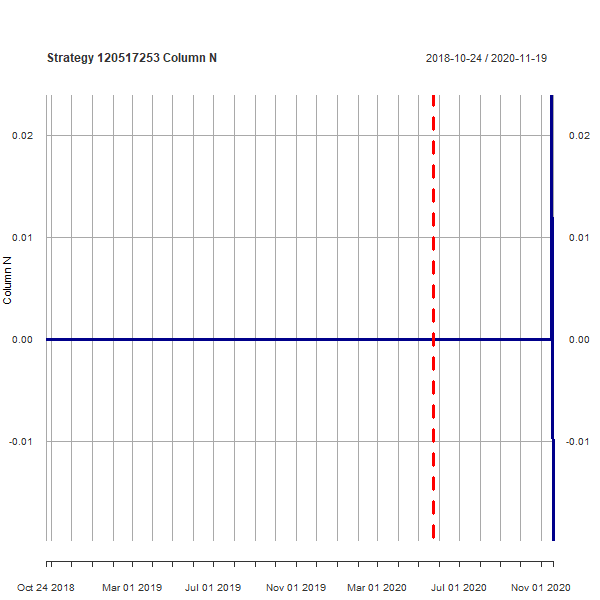 Strategy 120517253 Column N
2018-10-24 / 2020-11-19
0.02
0.02
0.01
0.01
Column N
0.00
0.00
-0.01
-0.01
Oct 24 2018
Mar 01 2019
Jul 01 2019
Nov 01 2019
Mar 01 2020
Jul 01 2020
Nov 01 2020